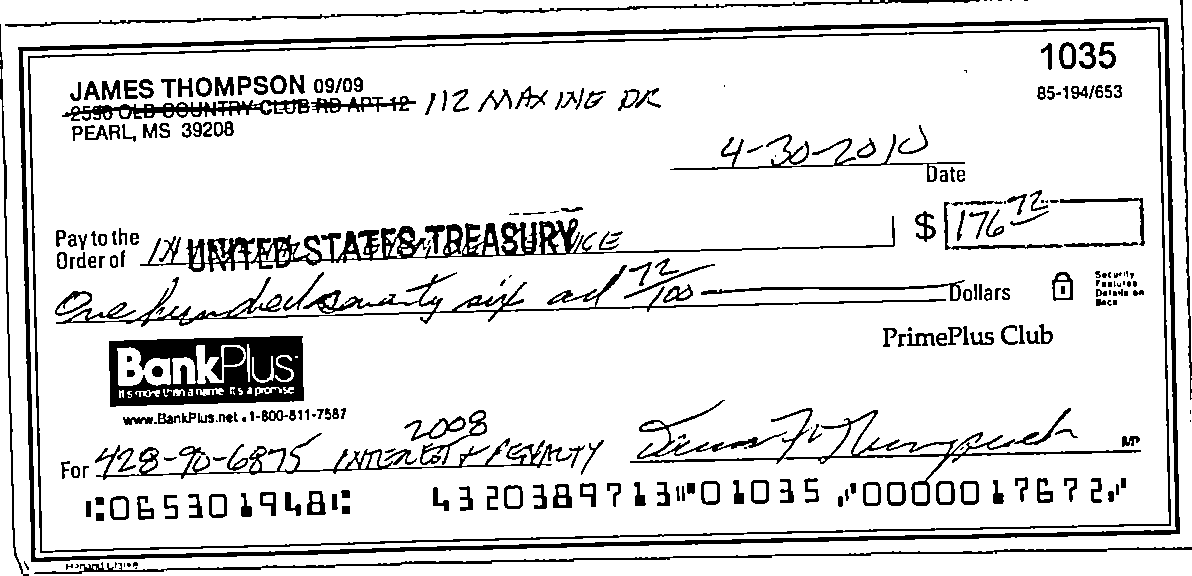 1035
JAMES THOMPSON 09/09
85-194/653
2598 OLD COUNTRY CLUB RD APT 12 112 MAXINE DR
PEARL, MS 39208
4-30-2010
Date
Pay to the
Order of UNITED STATES TREASURY $ 176 72
One hundred seventy six and 72/100 Dollars
Security
Features
Details on
Back
PrimePlus Club
BankPlus
It's more than a name. It's a promise.
www.BankPlus.net • 1-800-811-7587
2008
For 428-90-6875 INTEREST & PENALTY
MP
⑆065301948⑆ 4320389713⑈01035 ⑈0000017672⑈